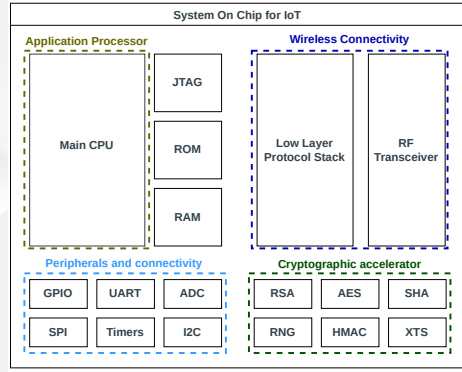 System On Chip for IoT
Application Processor
Wireless Connectivity
Main CPU
JTAG
ROM
RAM
Low Layer
Protocol Stack
RF
Transceiver
Peripherals and connectivity
Cryptographic accelerator
GPIO UART ADC
SPI Timers I2C
RSA AES SHA
RNG HMAC XTS